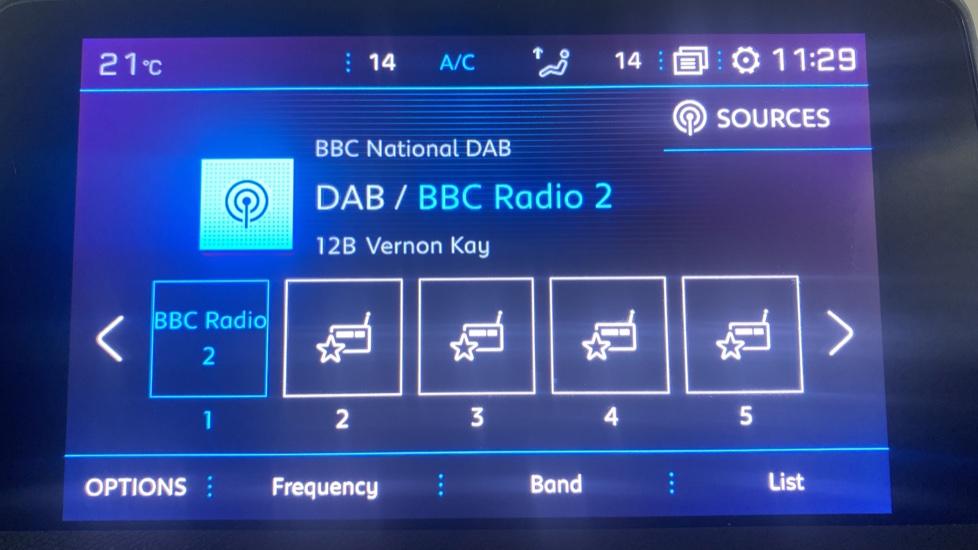 21°C 14 A/C 14 11:29
SOURCES
BBC National DAB
DAB / BBC Radio 2
12B Vernon Kay
BBC Radio
2
1 2 3 4 5
OPTIONS Frequency Band List